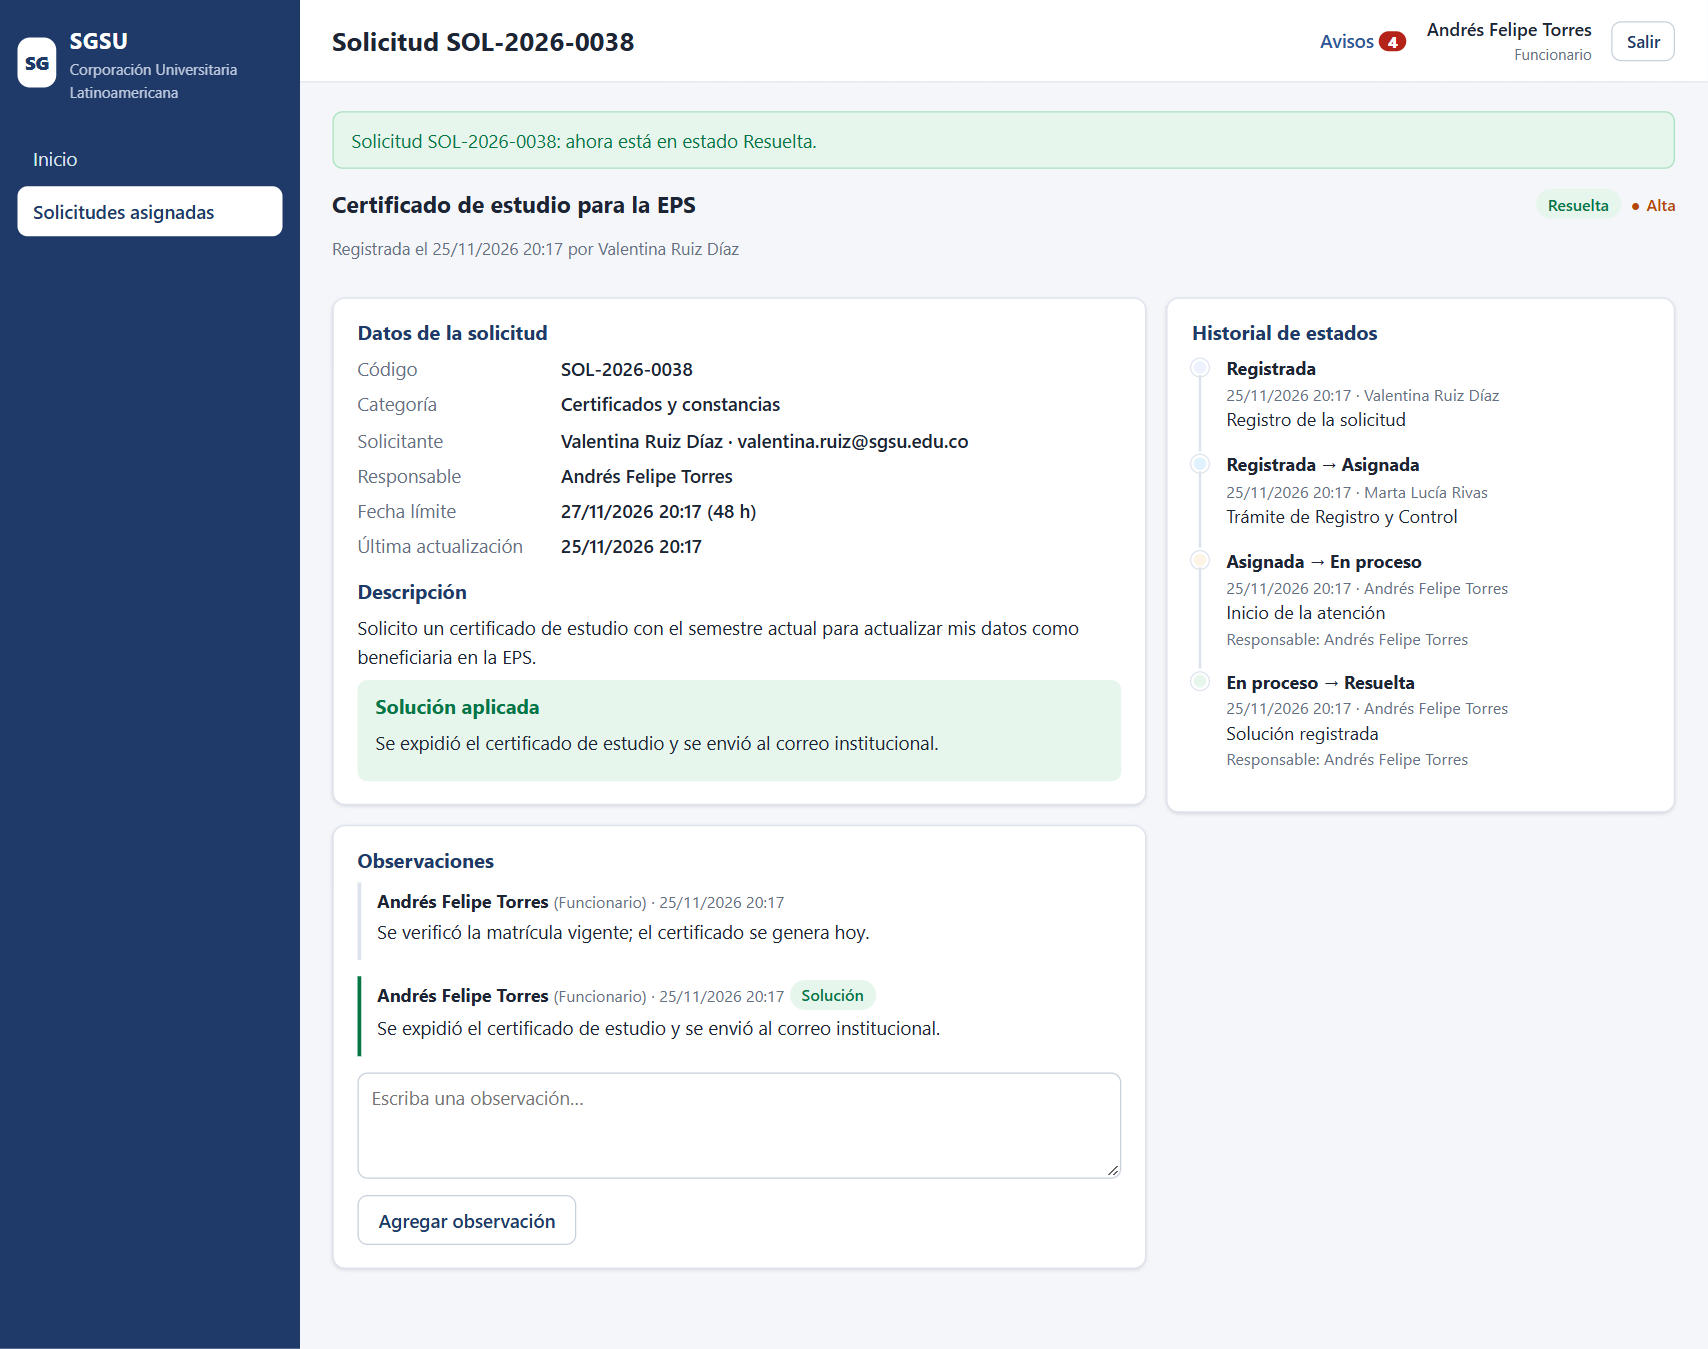 SG
SGSU
Corporación Universitaria
Latinoamericana
Inicio
Solicitudes asignadas
Solicitud SOL-2026-0038
Avisos 4
Andrés Felipe Torres
Funcionario
Salir
Solicitud SOL-2026-0038: ahora está en estado Resuelta.
Certificado de estudio para la EPS
Resuelta
• Alta
Registrada el 25/11/2026 20:17 por Valentina Ruiz Díaz
Datos de la solicitud
Código SOL-2026-0038
Categoría Certificados y constancias
Solicitante Valentina Ruiz Díaz · valentina.ruiz@sgsu.edu.co
Responsable Andrés Felipe Torres
Fecha límite 27/11/2026 20:17 (48 h)
Última actualización 25/11/2026 20:17
Descripción
Solicito un certificado de estudio con el semestre actual para actualizar mis datos como
beneficiaria en la EPS.
Solución aplicada
Se expidió el certificado de estudio y se envió al correo institucional.
Historial de estados
Registrada
25/11/2026 20:17 · Valentina Ruiz Díaz
Registro de la solicitud
Registrada → Asignada
25/11/2026 20:17 · Marta Lucía Rivas
Trámite de Registro y Control
Asignada → En proceso
25/11/2026 20:17 · Andrés Felipe Torres
Inicio de la atención
Responsable: Andrés Felipe Torres
En proceso → Resuelta
25/11/2026 20:17 · Andrés Felipe Torres
Solución registrada
Responsable: Andrés Felipe Torres
Observaciones
Andrés Felipe Torres (Funcionario) · 25/11/2026 20:17
Se verificó la matrícula vigente; el certificado se genera hoy.
Andrés Felipe Torres (Funcionario) · 25/11/2026 20:17 Solución
Se expidió el certificado de estudio y se envió al correo institucional.
Escriba una observación...
Agregar observación